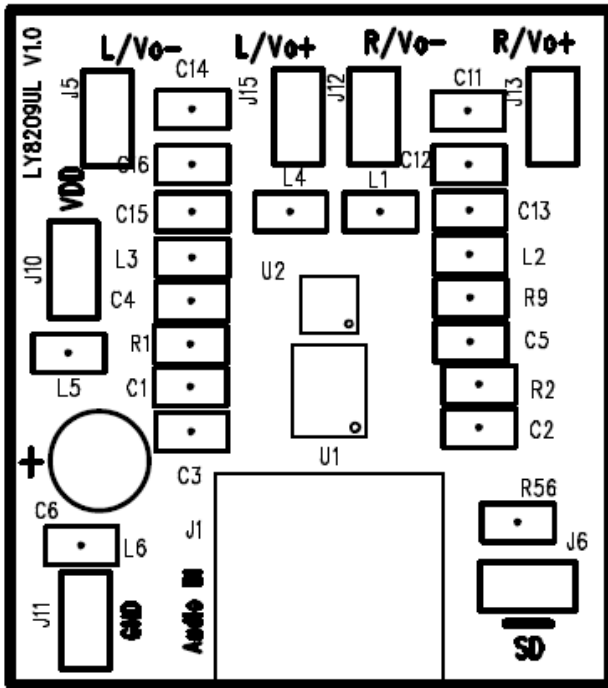 LY8209UL V1.0
L/Vo-
L/Vo+
R/Vo-
R/Vo+
J5
C14
J15
J12
C11
J13
C16
C12
VDD
L4
L1
C15
C13
J10
L3
U2
L2
C4
R9
R1
C5
L5
C1
R2
C2
U1
+
C3
R56
C6
J1
L6
J6
J11
GND
Audio IN
SD